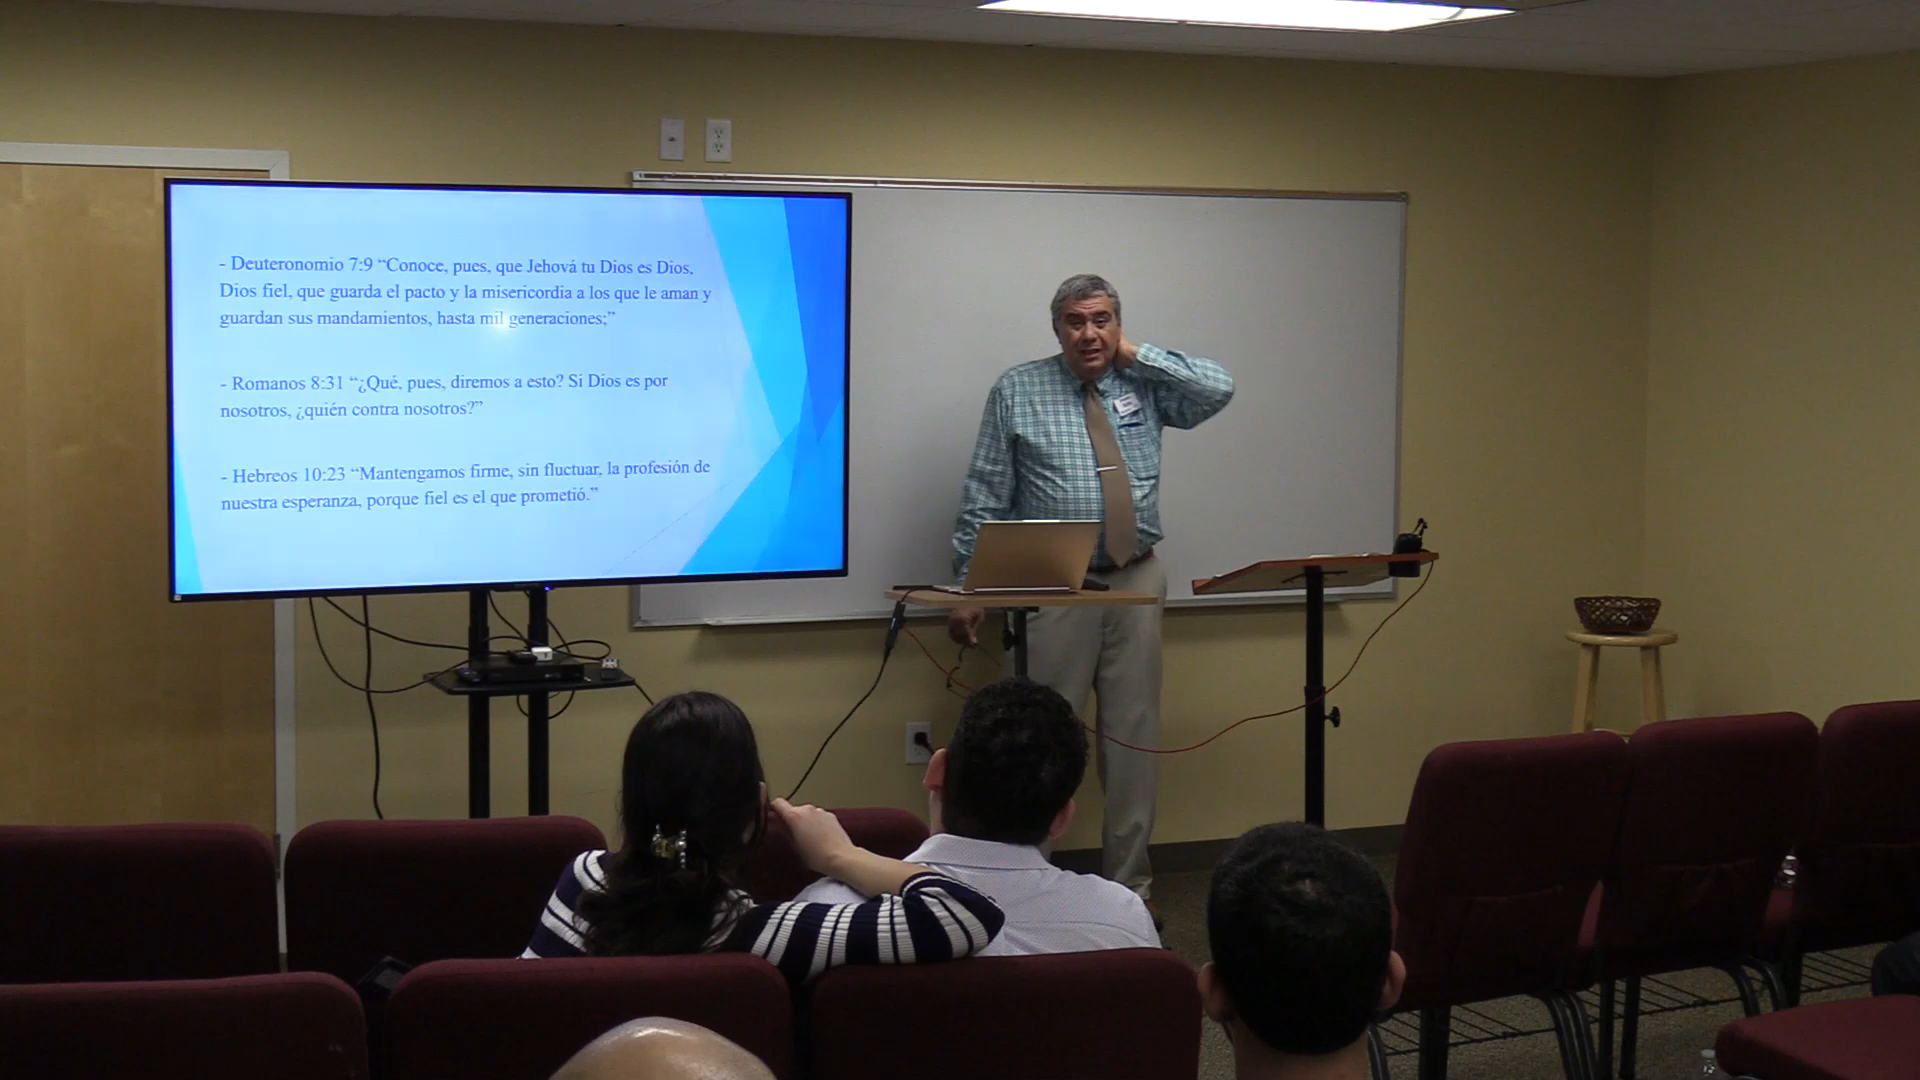 - Deuteronomio 7:9 “Conoce, pues, que Jehová tu Dios es Dios,
Dios fiel, que guarda el pacto y la misericordia a los que le aman y
guardan sus mandamientos, hasta mil generaciones;”
- Romanos 8:31 “¿Qué, pues, diremos a esto? Si Dios es por
nosotros, ¿quién contra nosotros?”
- Hebreos 10:23 “Mantengamos firme, sin fluctuar, la profesión de
nuestra esperanza, porque fiel es el que prometió.”